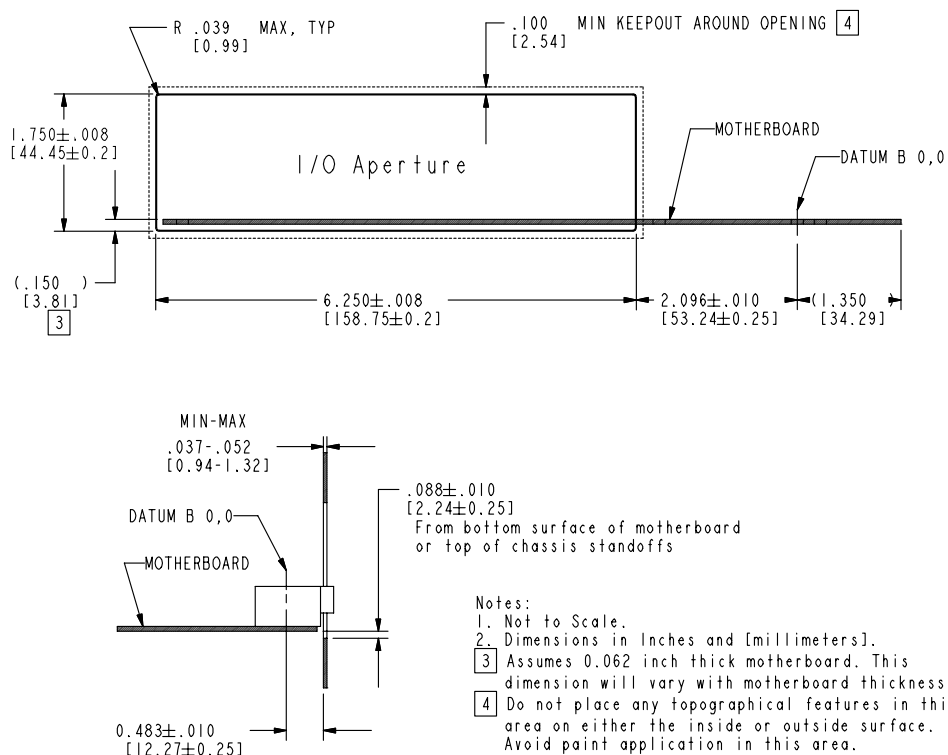 R .039 MAX, TYP
[0.99]
.100 MIN KEEPOUT AROUND OPENING 4
[2.54]
1.750±.008
[44.45±0.2]
I/O Aperture
MOTHERBOARD
DATUM B 0,0
(.150 )
[3.81]
3
6.250±.008
[158.75±0.2]
2.096±.010
[53.24±0.25]
(1.350 )
[34.29]
MIN-MAX
.037-.052
[0.94-1.32]
.088±.010
[2.24±0.25]
From bottom surface of motherboard
or top of chassis standoffs
DATUM B 0,0
MOTHERBOARD
0.483±.010
[12.27±0.25]
Notes:
1. Not to Scale.
2. Dimensions in Inches and [millimeters].
3 Assumes 0.062 inch thick motherboard. This
dimension will vary with motherboard thickness
4 Do not place any topographical features in thi
area on either the inside or outside surface.
Avoid paint application in this area.